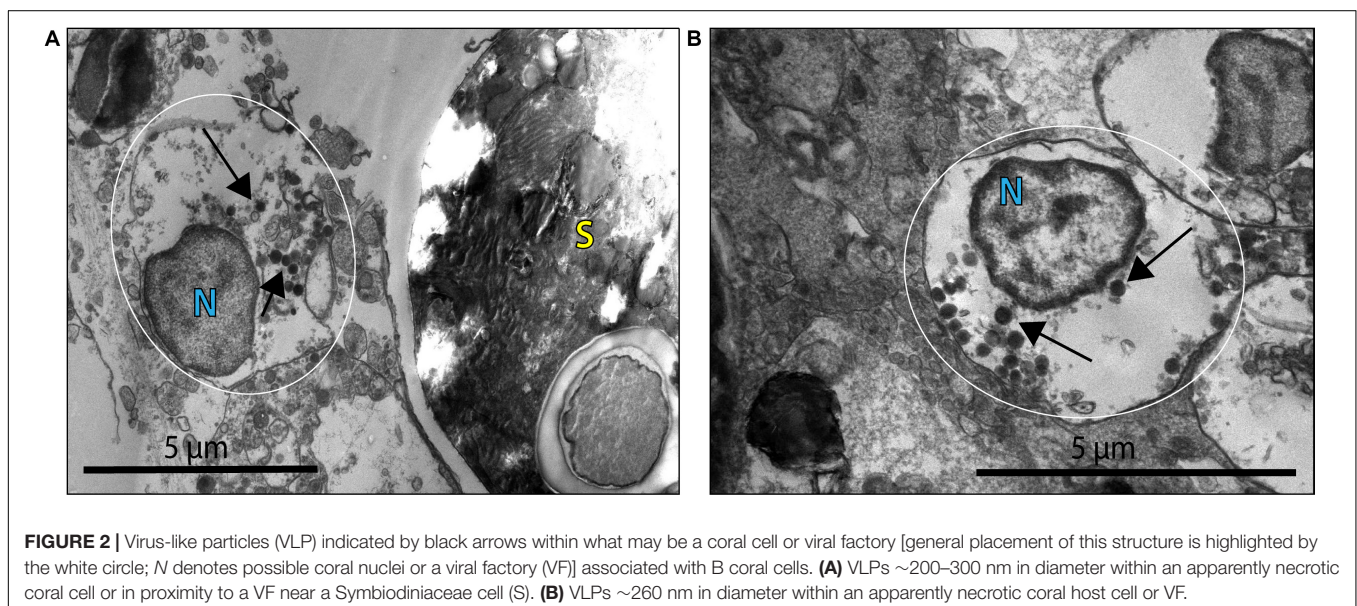 A
B
N
S
N
5 μm
5 μm
FIGURE 2 | Virus-like particles (VLP) indicated by black arrows within what may be a coral cell or viral factory [general placement of this structure is highlighted by
the white circle; N denotes possible coral nuclei or a viral factory (VF)] associated with B coral cells. (A) VLPs ∼200–300 nm in diameter within an apparently necrotic
coral cell or in proximity to a VF near a Symbiodiniaceae cell (S). (B) VLPs ∼260 nm in diameter within an apparently necrotic coral host cell or VF.